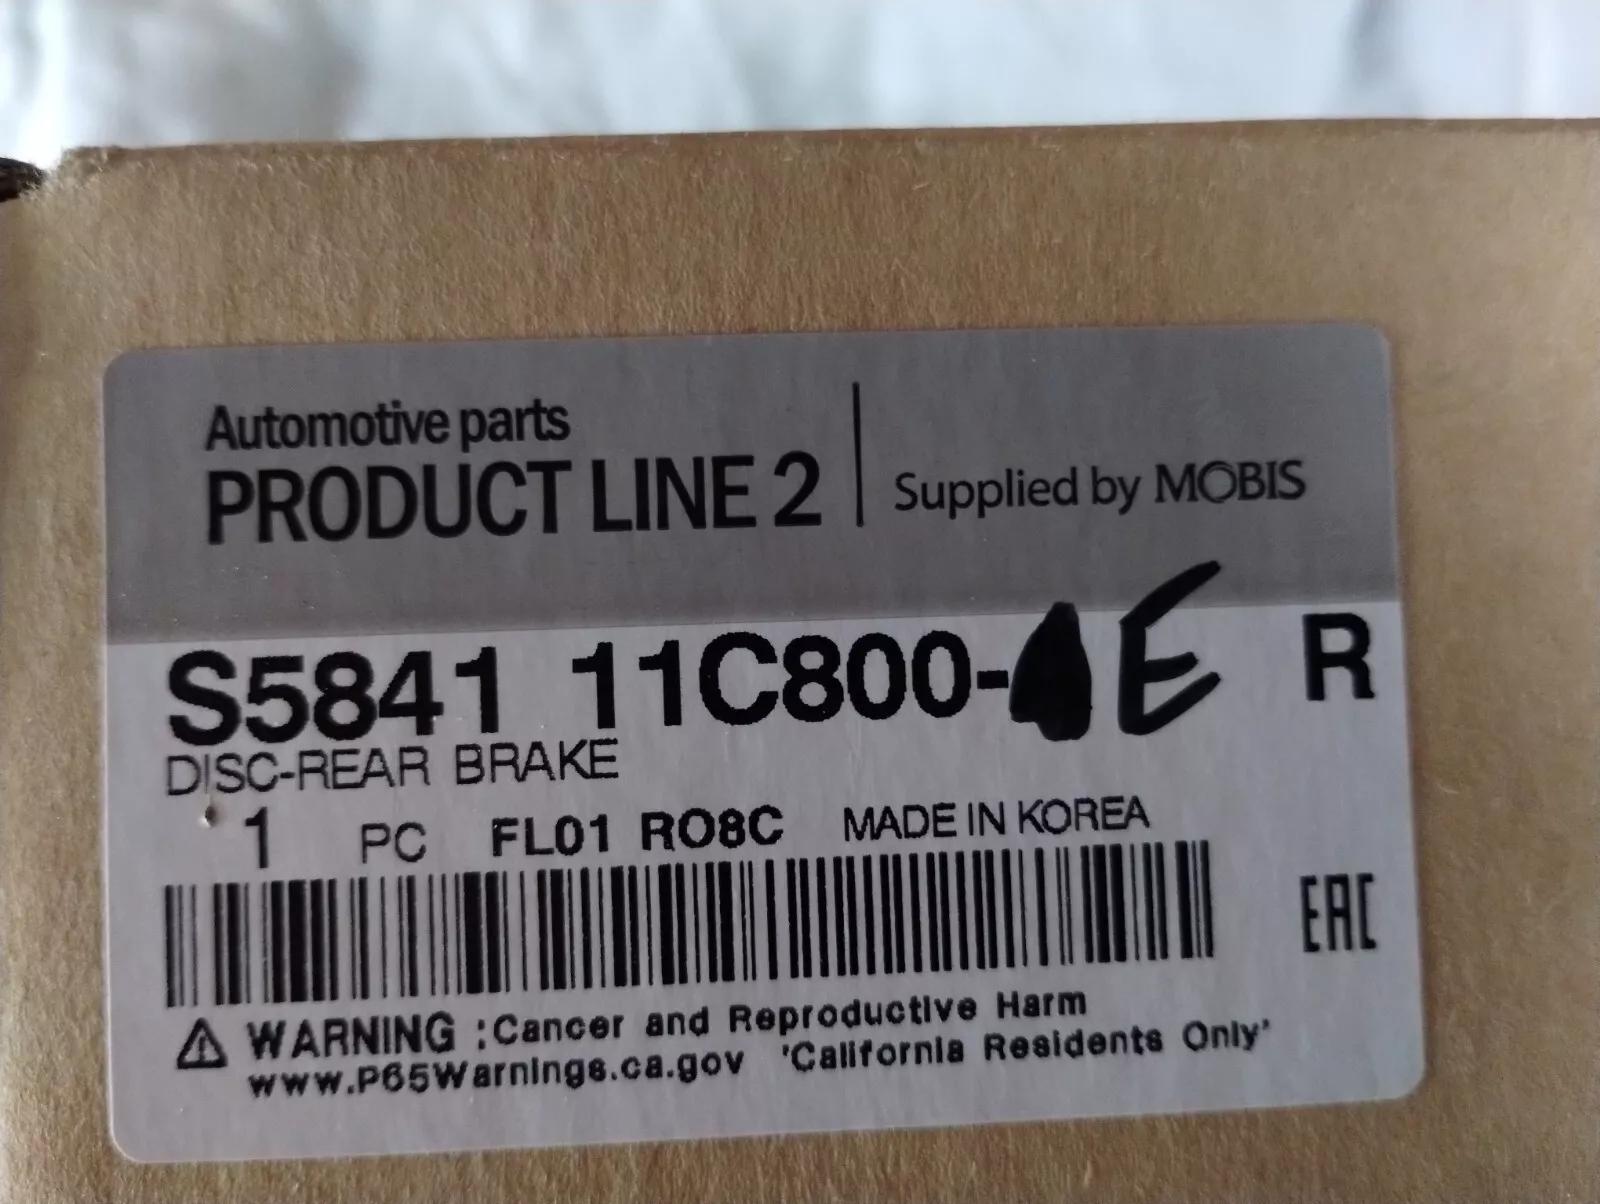 Automotive parts
PRODUCT LINE 2
Supplied by MOBIS
S5841 11C800- E R
DISC-REAR BRAKE
1 PC FL01 RO8C MADE IN KOREA
EAC
WARNING :Cancer and Reproductive Harm
www.P65Warnings.ca.gov 'California Residents Only'